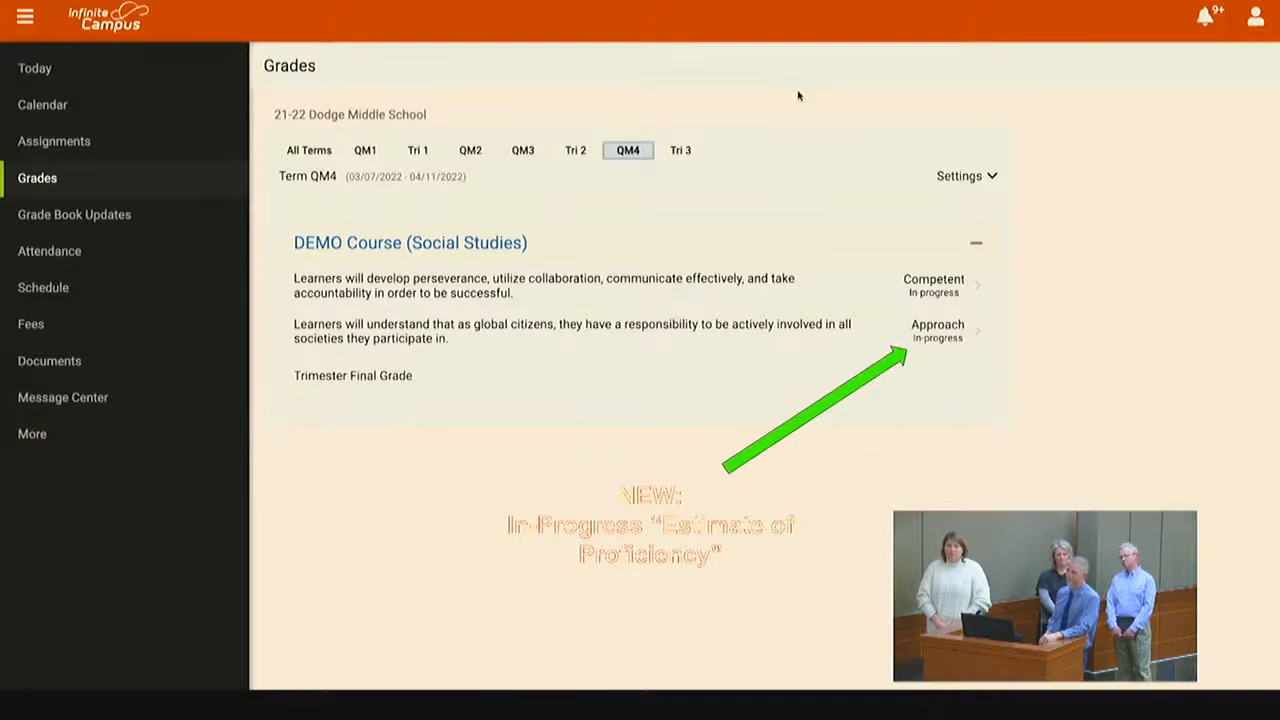 Infinite
Campus
9+
Today
Calendar
Assignments
Grades
Grade Book Updates
Attendance
Schedule
Fees
Documents
Message Center
More
Grades
21-22 Dodge Middle School
All Terms QM1 Tri 1 QM2 QM3 Tri 2 QM4 Tri 3
Term QM4 (03/07/2022 - 04/11/2022)
Settings
DEMO Course (Social Studies)
Learners will develop perseverance, utilize collaboration, communicate effectively, and take
accountability in order to be successful.
Competent
In progress
Learners will understand that as global citizens, they have a responsibility to be actively involved in all
societies they participate in.
Approach
In-progress
Trimester Final Grade
NEW:
In-Progress "Estimate of
Proficiency"